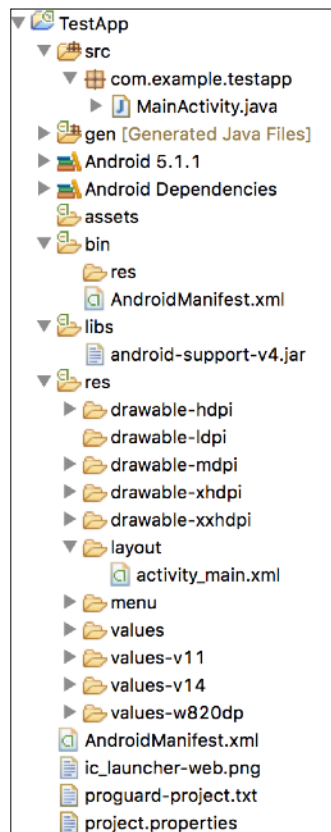 TestApp
src
com.example.testapp
MainActivity.java
gen [Generated Java Files]
Android 5.1.1
Android Dependencies
assets
bin
res
AndroidManifest.xml
libs
android-support-v4.jar
res
drawable-hdpi
drawable-ldpi
drawable-mdpi
drawable-xhdpi
drawable-xxhdpi
layout
activity_main.xml
menu
values
values-v11
values-v14
values-w820dp
AndroidManifest.xml
ic_launcher-web.png
proguard-project.txt
project.properties